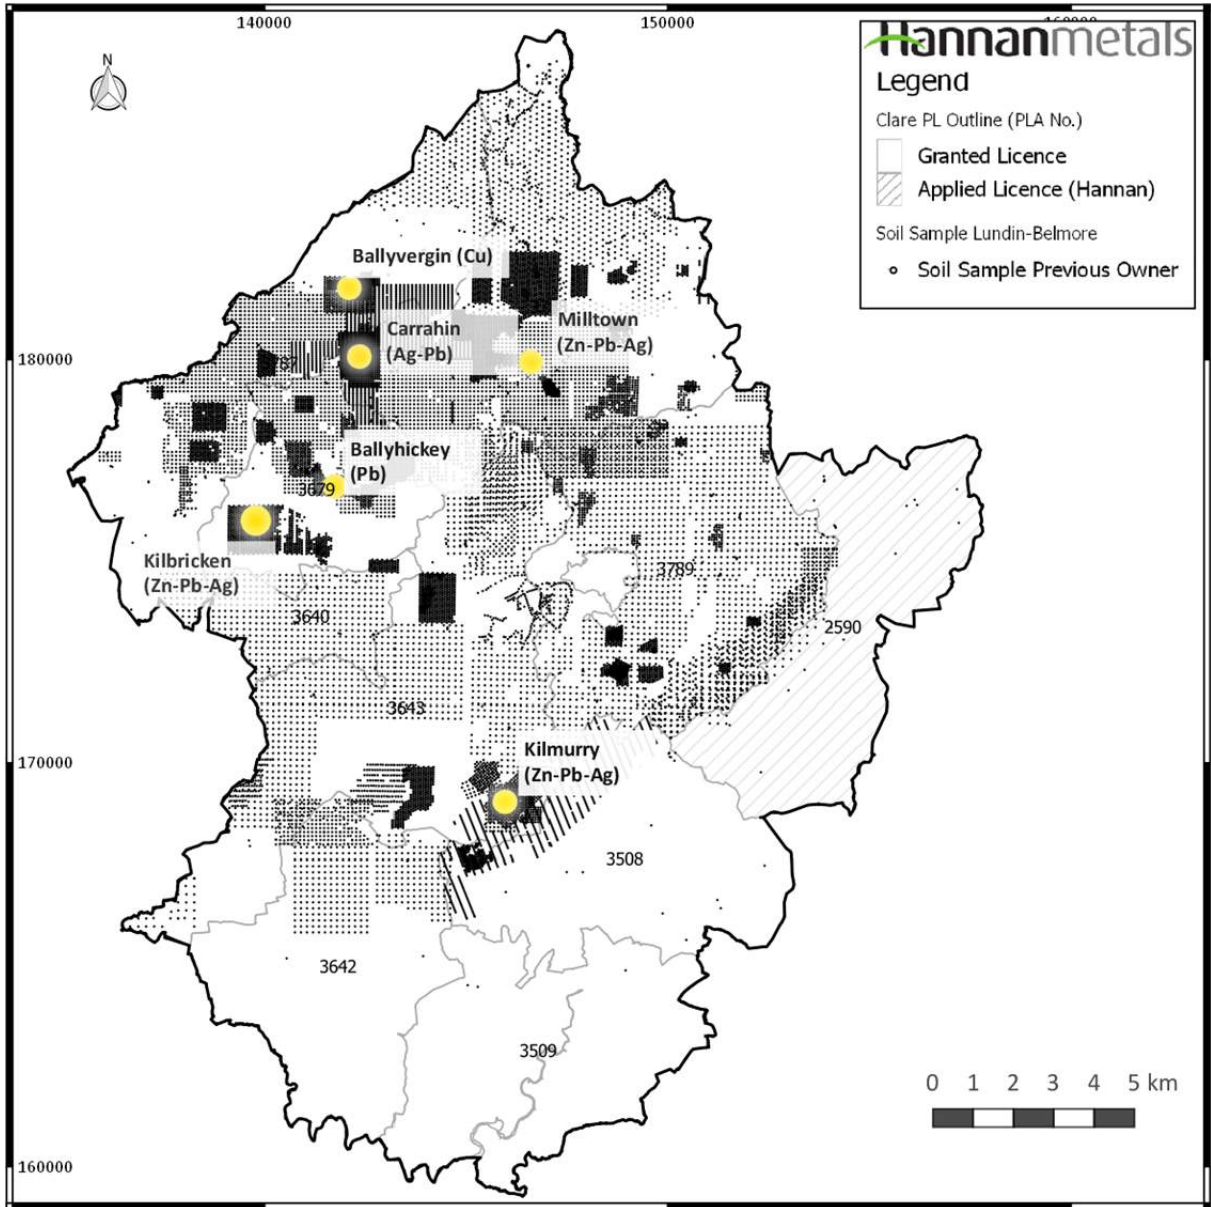 140000
150000
N
Hannanmetals
Legend
Clare PL Outline (PLA No.)
Granted Licence
Applied Licence (Hannan)
Soil Sample Lundin-Belmore
Soil Sample Previous Owner
Ballyvergin (Cu)
Carrahin
(Ag-Pb)
Milltown
(Zn-Pb-Ag)
180000
Ballyhickey
(Pb)
3679
Kilbricken
(Zn-Pb-Ag)
3789
3640
2590
3643
Kilmurry
(Zn-Pb-Ag)
170000
3508
3642
3509
0 1 2 3 4 5 km
160000